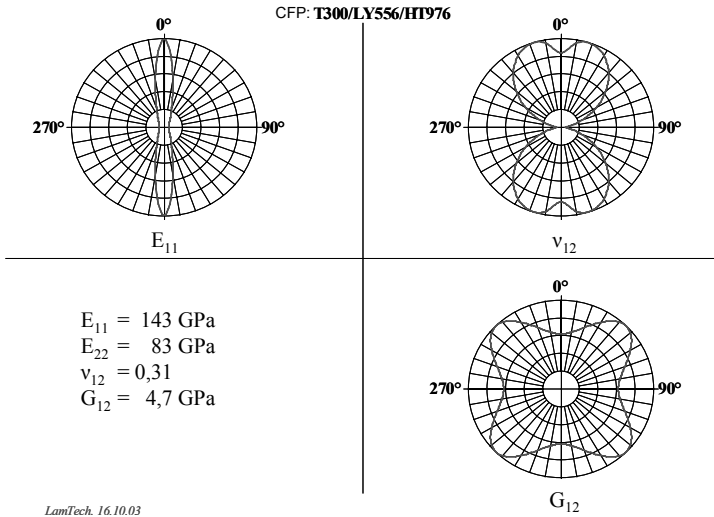 CFP: T300/LY556/HT976
0°
270°
90°
E₁₁
0°
270°
90°
ν₁₂
E₁₁ = 143 GPa
E₂₂ = 83 GPa
ν₁₂ = 0,31
G₁₂ = 4,7 GPa
0°
270°
90°
G₁₂
LamTech, 16.10.03